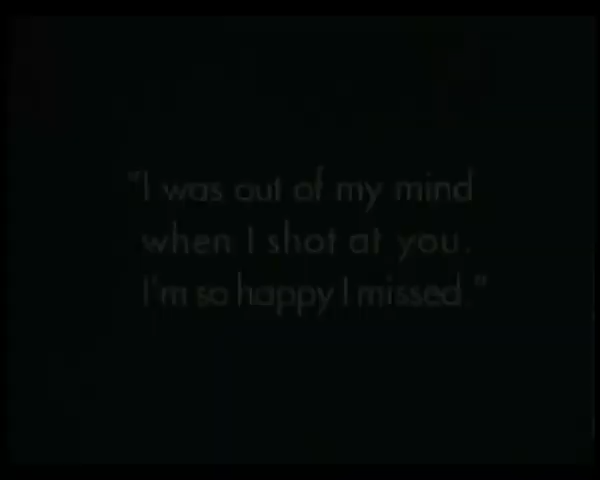 "I was out of my mind
when I shot at you.
I'm so happy I missed."